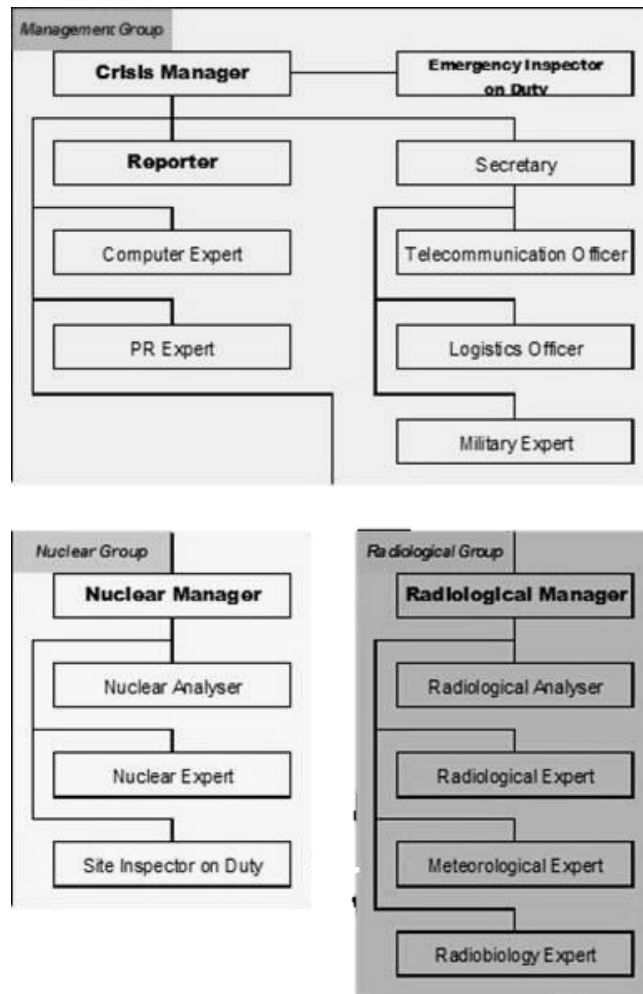 Management Group
Crisis Manager
Emergency Inspector
on Duty
Reporter
Secretary
Computer Expert
Telecommunication Officer
PR Expert
Logistics Officer
Military Expert
Nuclear Group
Nuclear Manager
Nuclear Analyser
Nuclear Expert
Site Inspector on Duty
Radiological Group
Radiological Manager
Radiological Analyser
Radiological Expert
Meteorological Expert
Radiobiology Expert